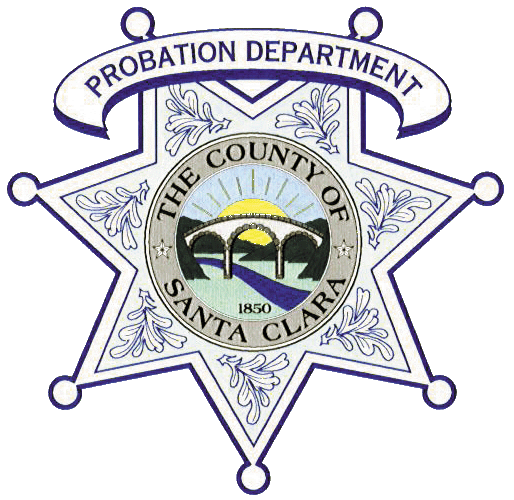 PROBATION DEPARTMENT
THE COUNTY OF
SANTA CLARA
1850